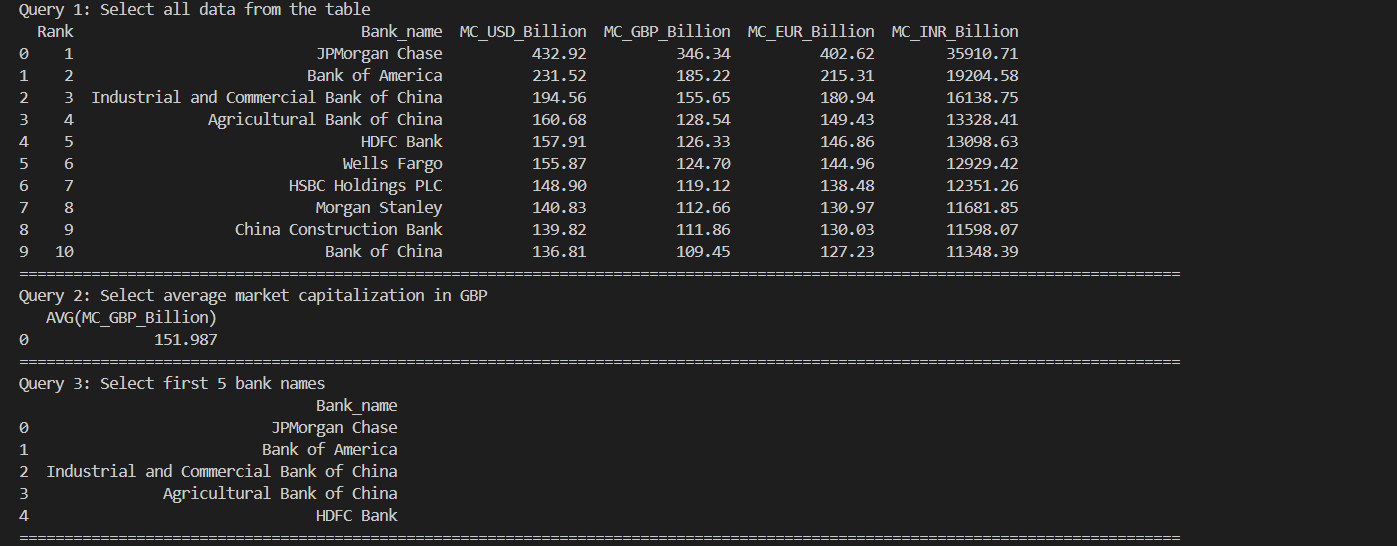 Query 1: Select all data from the table
   Rank                             Bank_name  MC_USD_Billion  MC_GBP_Billion  MC_EUR_Billion  MC_INR_Billion
0    1                        JPMorgan Chase          432.92          346.34          402.62        35910.71
1    2                       Bank of America          231.52          185.22          215.31        19204.58
2    3  Industrial and Commercial Bank of China          194.56          155.65          180.94        16138.75
3    4            Agricultural Bank of China          160.68          128.54          149.43        13328.41
4    5                             HDFC Bank          157.91          126.33          146.86        13098.63
5    6                           Wells Fargo          155.87          124.70          144.96        12929.42
6    7                     HSBC Holdings PLC          148.90          119.12          138.48        12351.26
7    8                        Morgan Stanley          140.83          112.66          130.97        11681.85
8    9               China Construction Bank          139.82          111.86          130.03        11598.07
9   10                         Bank of China          136.81          109.45          127.23        11348.39
=================================================================================================================================
Query 2: Select average market capitalization in GBP
   AVG(MC_GBP_Billion)
0              151.987
=================================================================================================================================
Query 3: Select first 5 bank names
                                 Bank_name
0                           JPMorgan Chase
1                          Bank of America
2  Industrial and Commercial Bank of China
3               Agricultural Bank of China
4                                HDFC Bank
=================================================================================================================================